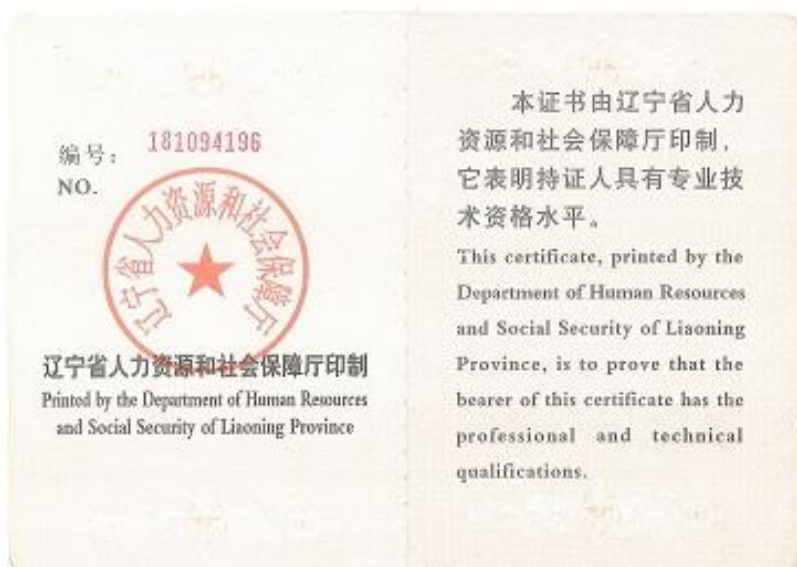 编号： 181094196
NO.
辽宁省人力资源和社会保障厅
辽宁省人力资源和社会保障厅印制
Printed by the Department of Human Resources
and Social Security of Liaoning Province
本证书由辽宁省人力
资源和社会保障厅印制，
它表明持证人具有专业技
术资格水平。
This certificate, printed by the
Department of Human Resources
and Social Security of Liaoning
Province, is to prove that the
bearer of this certificate has the
professional and technical
qualifications.